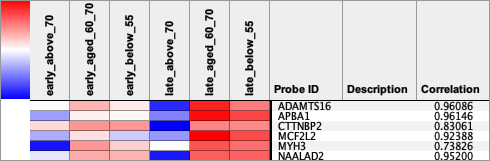 early_above_70
early_aged_60_70
early_below_55
late_above_70
late_aged_60_70
late_below_55
Probe ID Description Correlation
ADAMTS16 0.96086
APBA1 0.96146
CTTNBP2 0.83061
MCF2L2 0.92388
MYH3 0.73826
NAALAD2 0.95200